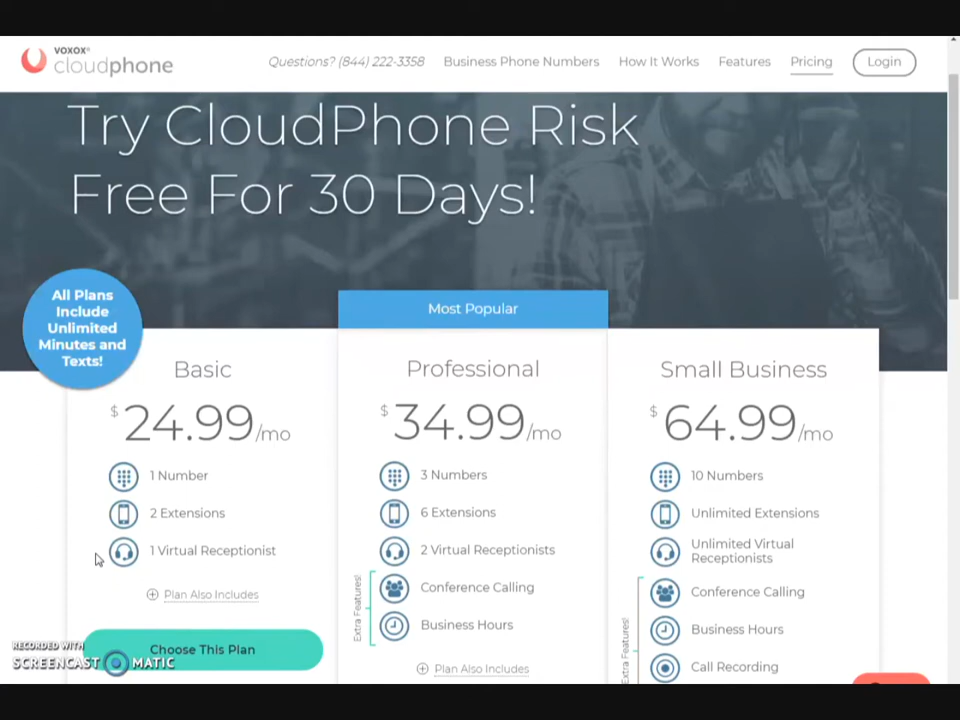 VOXOX®
cloudphone
Questions? (844) 222-3358
Business Phone Numbers
How It Works
Features
Pricing
Login
Try CloudPhone Risk
Free For 30 Days!
All Plans
Include
Unlimited
Minutes and
Texts!
Most Popular
Basic
$24.99/mo
1 Number
2 Extensions
1 Virtual Receptionist
Plan Also Includes
Choose This Plan
Professional
$34.99/mo
3 Numbers
6 Extensions
2 Virtual Receptionists
Extra Features!
Conference Calling
Business Hours
Plan Also Includes
Small Business
$64.99/mo
10 Numbers
Unlimited Extensions
Unlimited Virtual
Receptionists
Extra Features!
Conference Calling
Business Hours
Call Recording
RECORDED WITH
SCREENCAST MATIC